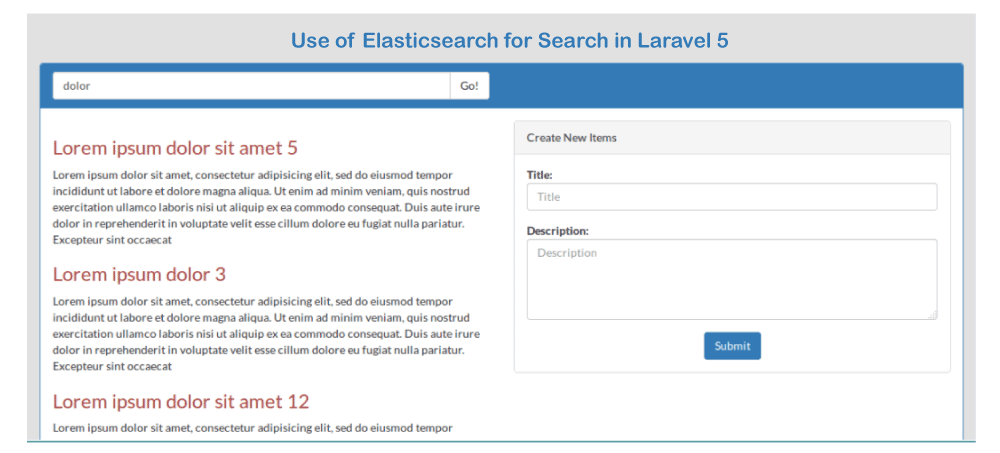 Use of Elasticsearch for Search in Laravel 5
dolor
Go!
Lorem ipsum dolor sit amet 5
Lorem ipsum dolor sit amet, consectetur adipisicing elit, sed do eiusmod tempor
incididunt ut labore et dolore magna aliqua. Ut enim ad minim veniam, quis nostrud
exercitation ullamco laboris nisi ut aliquip ex ea commodo consequat. Duis aute irure
dolor in reprehenderit in voluptate velit esse cillum dolore eu fugiat nulla pariatur.
Excepteur sint occaecat
Lorem ipsum dolor 3
Lorem ipsum dolor sit amet, consectetur adipisicing elit, sed do eiusmod tempor
incididunt ut labore et dolore magna aliqua. Ut enim ad minim veniam, quis nostrud
exercitation ullamco laboris nisi ut aliquip ex ea commodo consequat. Duis aute irure
dolor in reprehenderit in voluptate velit esse cillum dolore eu fugiat nulla pariatur.
Excepteur sint occaecat
Lorem ipsum dolor sit amet 12
Lorem ipsum dolor sit amet, consectetur adipisicing elit, sed do eiusmod tempor
Create New Items
Title:
Title
Description:
Description
Submit